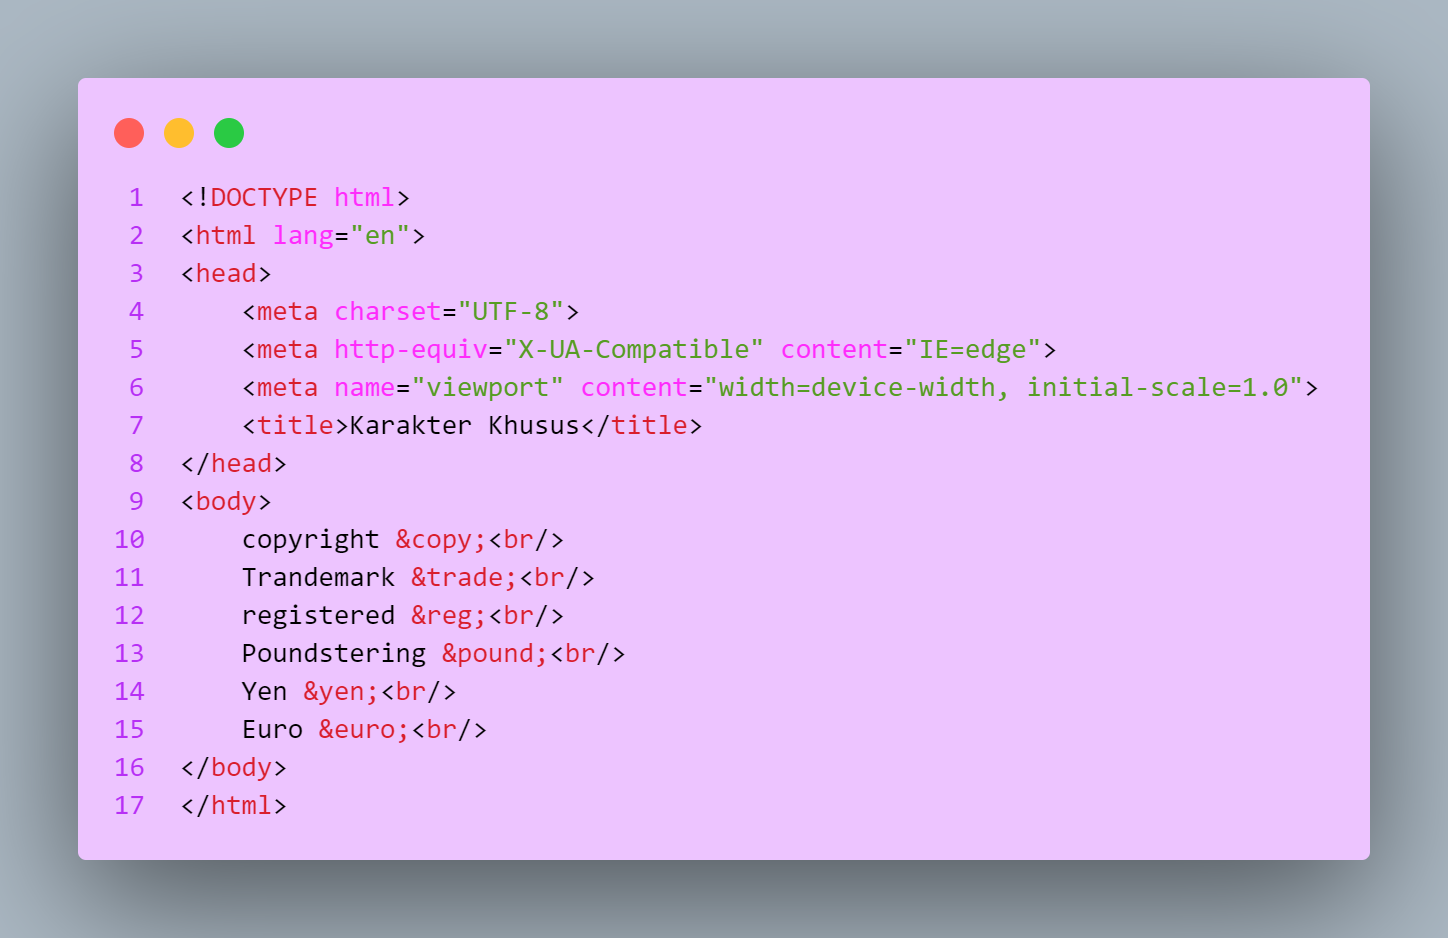 1 <!DOCTYPE html>
2 <html lang="en">
3 <head>
4     <meta charset="UTF-8">
5     <meta http-equiv="X-UA-Compatible" content="IE=edge">
6     <meta name="viewport" content="width=device-width, initial-scale=1.0">
7     <title>Karakter Khusus</title>
8 </head>
9 <body>
10     copyright &copy;<br/>
11     Trandemark &trade;<br/>
12     registered &reg;<br/>
13     Poundstering &pound;<br/>
14     Yen &yen;<br/>
15     Euro &euro;<br/>
16 </body>
17 </html>